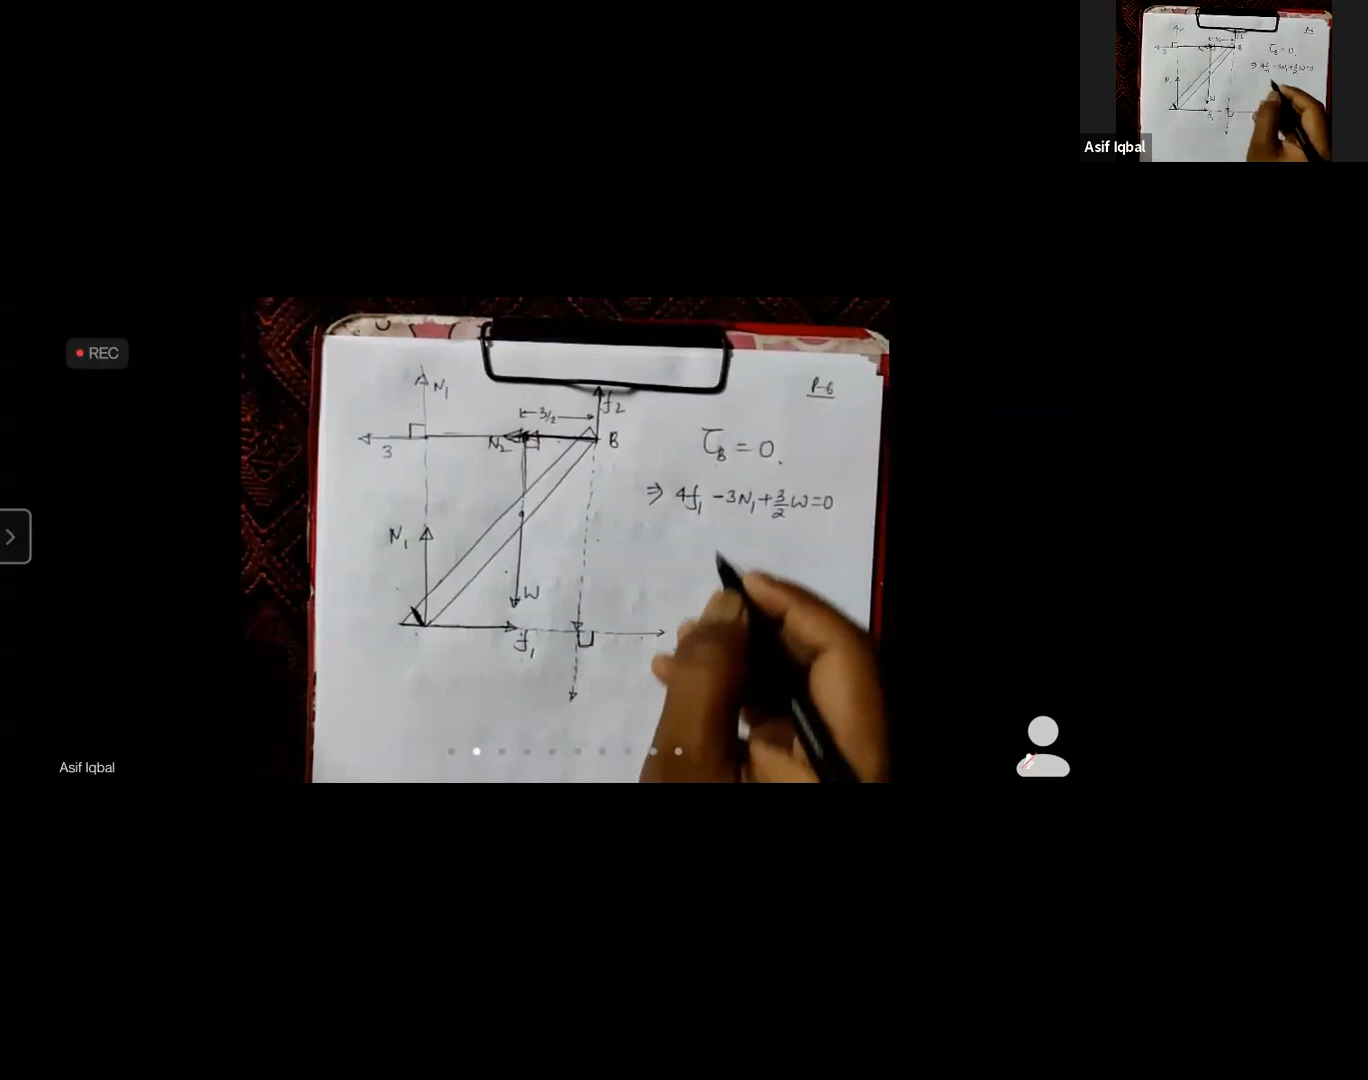 Asif Iqbal
REC
P-6
N₁
f₂
3/2
3
N₂
B
τ_B = 0.
⇒ 4f₁ - 3N₁ + 3/2 W = 0
N₁
W
f₁
Asif Iqbal